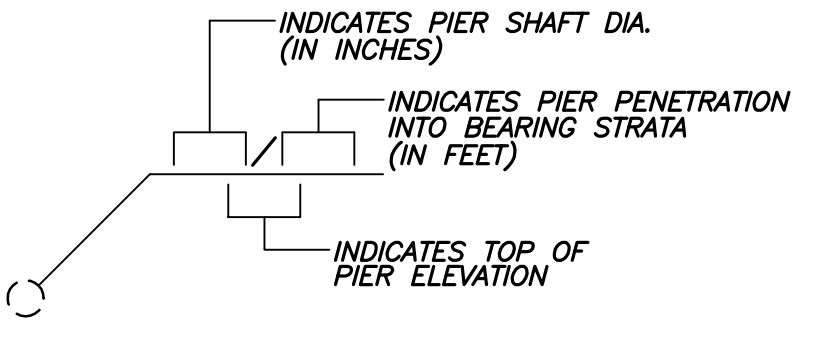 INDICATES PIER SHAFT DIA.
(IN INCHES)
INDICATES PIER PENETRATION
INTO BEARING STRATA
(IN FEET)
/
INDICATES TOP OF
PIER ELEVATION